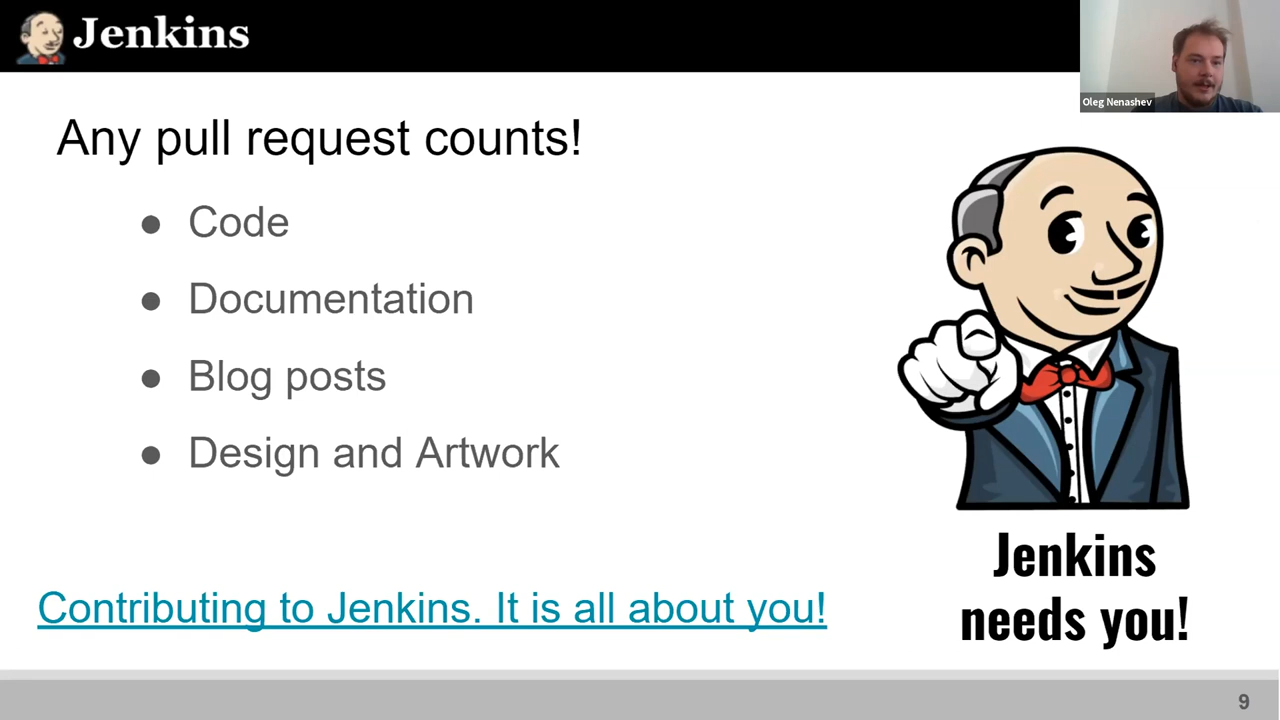 Jenkins
Oleg Nenashev
Any pull request counts!
● Code
● Documentation
● Blog posts
● Design and Artwork
Contributing to Jenkins. It is all about you!
Jenkins
needs you!
9